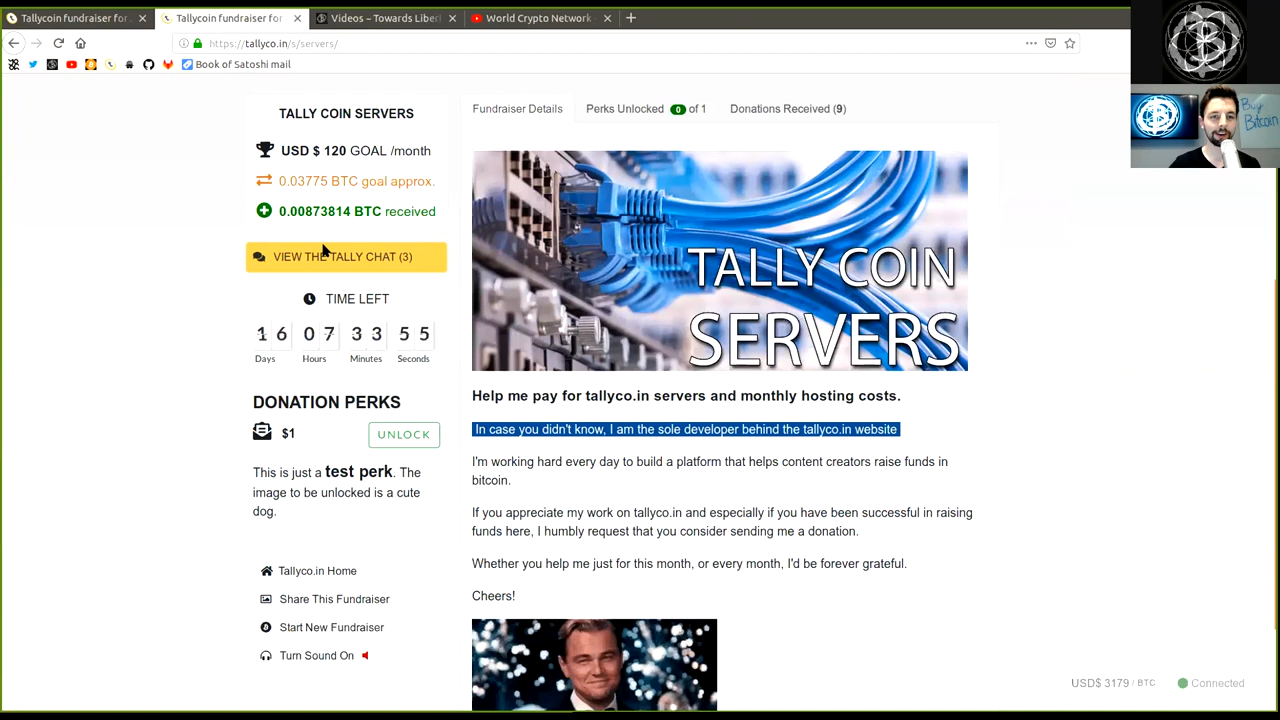 Tallycoin fundraiser for
Tallycoin fundraiser for
Videos ~ Towards Liber
World Crypto Network -
https://tallyco.in/s/servers/
Book of Satoshi mail
Buy
Bitcoin
TALLY COIN SERVERS
USD $ 120 GOAL /month
0.03775 BTC goal approx.
0.00873814 BTC received
VIEW THE TALLY CHAT (3)
TIME LEFT
16 07 33 55
Days Hours Minutes Seconds
DONATION PERKS
$1 UNLOCK
This is just a test perk. The
image to be unlocked is a cute
dog.
Tallyco.in Home
Share This Fundraiser
Start New Fundraiser
Turn Sound On
Fundraiser Details Perks Unlocked 0 of 1 Donations Received (9)
TALLY COIN
SERVERS
Help me pay for tallyco.in servers and monthly hosting costs.
In case you didn't know, I am the sole developer behind the tallyco.in website
I'm working hard every day to build a platform that helps content creators raise funds in
bitcoin.
If you appreciate my work on tallyco.in and especially if you have been successful in raising
funds here, I humbly request that you consider sending me a donation.
Whether you help me just for this month, or every month, I'd be forever grateful.
Cheers!
USD$ 3179 / BTC Connected